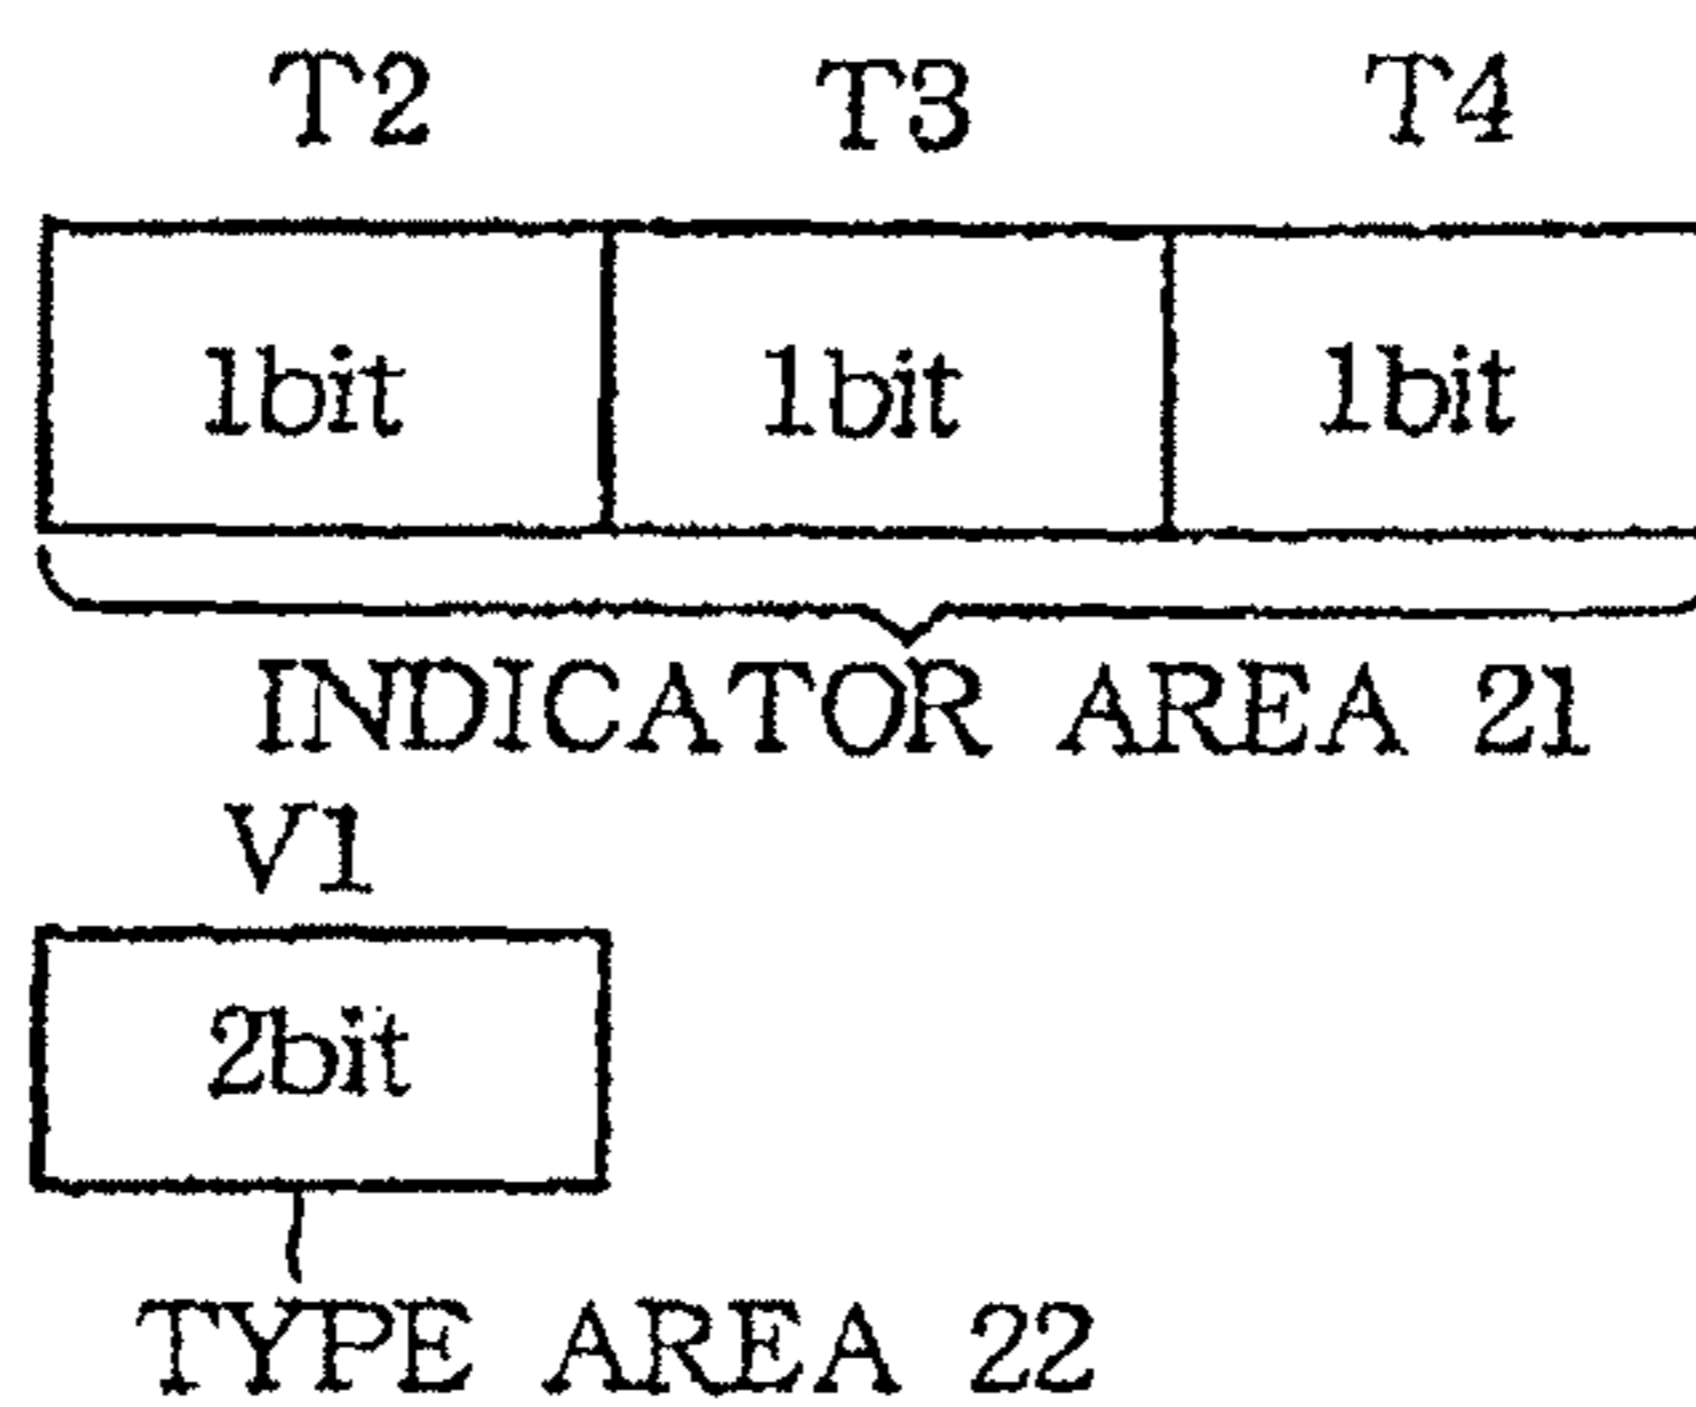 T2 T3 T4
1bit 1bit 1bit
INDICATOR AREA 21
V1
2bit
TYPE AREA 22